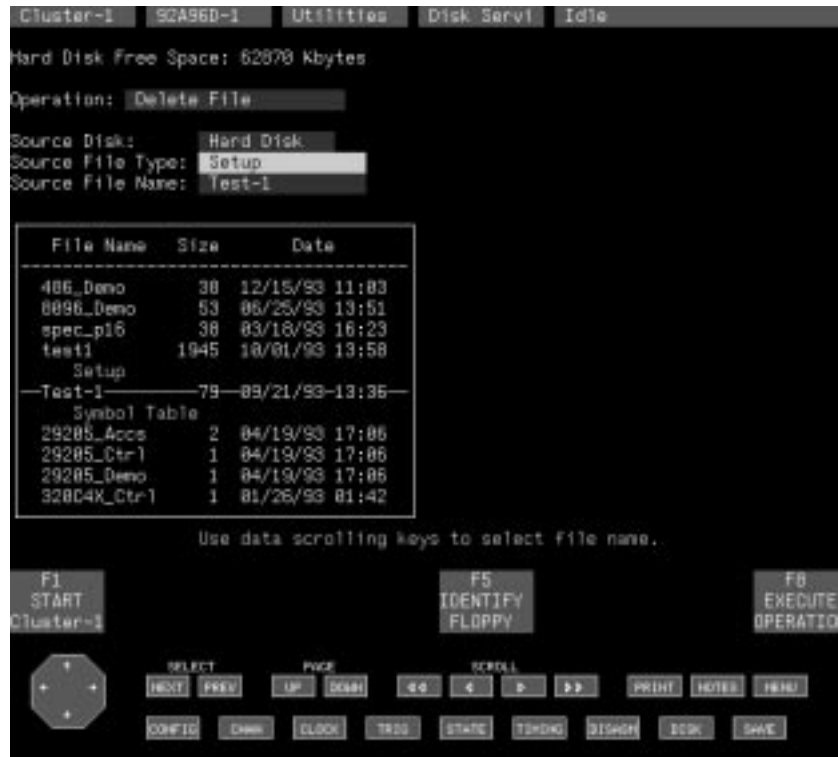 Cluster-1 92A96D-1 Utilities Disk Servi Idle
Hard Disk Free Space: 62870 Kbytes
Operation: Delete File
Source Disk: Hard Disk
Source File Type: Setup
Source File Name: Test-1
File Name Size Date
486_Demo 38 12/15/93 11:03
8096_Demo 53 06/25/93 13:51
spec_p16 38 03/18/93 16:23
test1 1945 10/01/93 13:58
Setup
Test-1 79 09/21/93 13:36
Symbol Table
29205_Accs 2 04/19/93 17:06
29205_Ctrl 1 04/19/93 17:06
29205_Demo 1 04/19/93 17:06
320C4X_Ctrl 1 01/26/93 01:42
Use data scrolling keys to select file name.
F1 F5 F8
START IDENTIFY EXECUTE
Cluster-1 FLOPPY OPERATIO
SELECT PAGE SCROLL
NEXT PREV UP DOWN PRINT NOTES MENU
CONFIG CHAN CLOCK TRIG STATE TIMING DISASM DISK SAVE